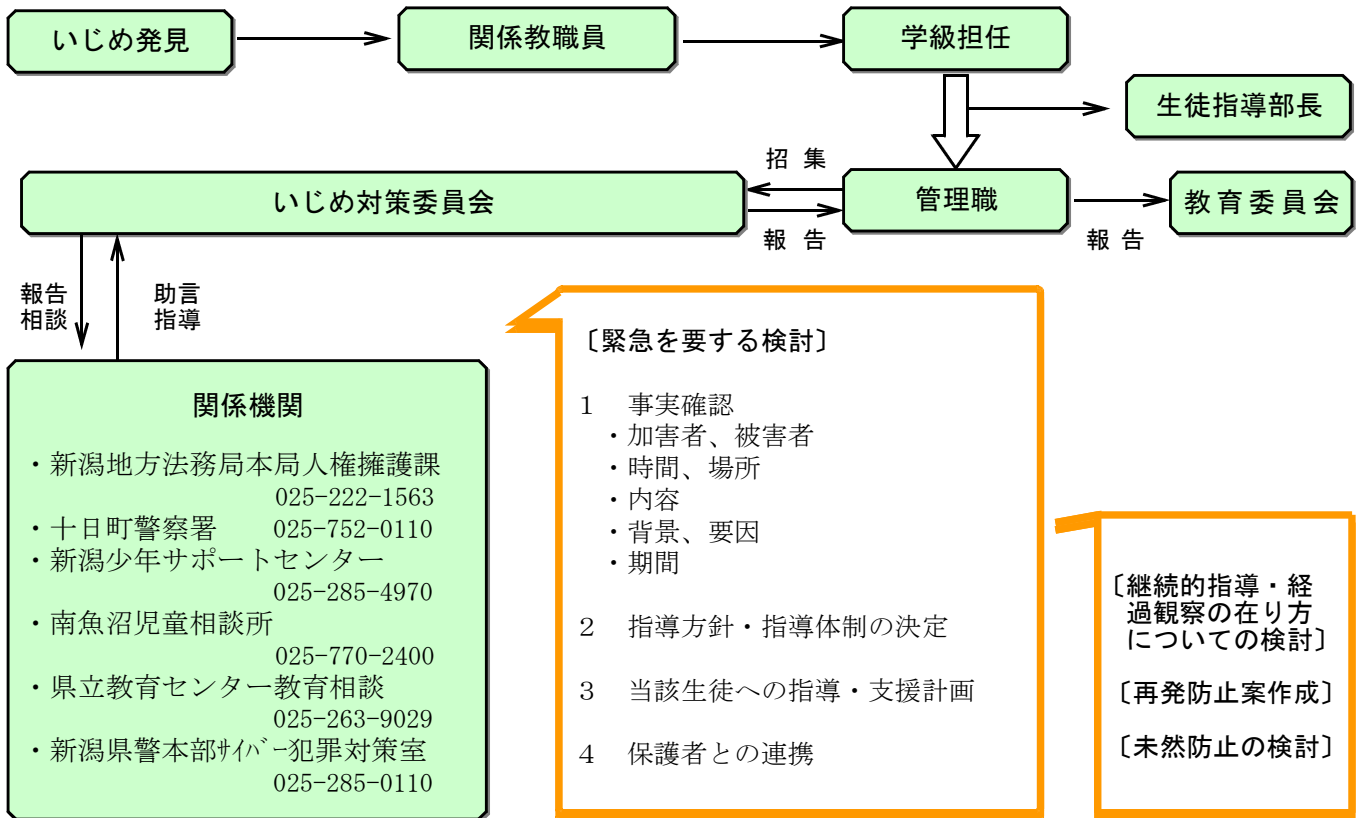 いじめ発見
関係教職員
学級担任
生徒指導部長
招 集
いじめ対策委員会
管理職
教育委員会
報 告
報 告
報告
相談
助言
指導
関係機関
・新潟地方法務局本局人権擁護課
025-222-1563
・十日町警察署 025-752-0110
・新潟少年サポートセンター
025-285-4970
・南魚沼児童相談所
025-770-2400
・県立教育センター教育相談
025-263-9029
・新潟県警本部ｻｲﾊﾞｰ犯罪対策室
025-285-0110
〔緊急を要する検討〕
１ 事実確認
・加害者、被害者
・時間、場所
・内容
・背景、要因
・期間
２ 指導方針・指導体制の決定
３ 当該生徒への指導・支援計画
４ 保護者との連携
〔継続的指導・経
過観察の在り方
についての検討〕
〔再発防止案作成〕
〔未然防止の検討〕